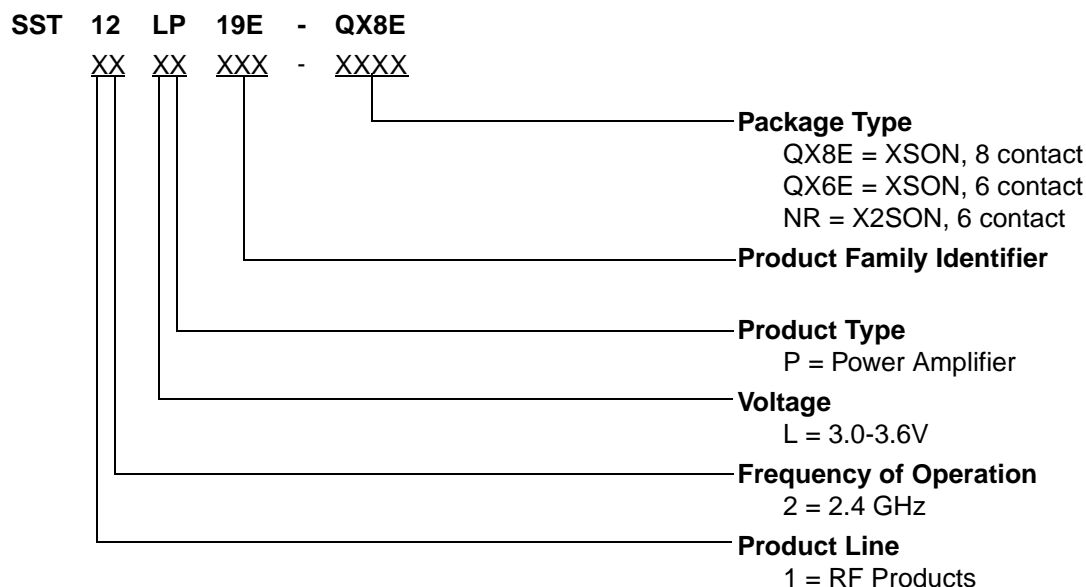 SST 12 LP 19E - QX8E
XX XX XXX - XXXX
Package Type
QX8E = XSON, 8 contact
QX6E = XSON, 6 contact
NR = X2SON, 6 contact
Product Family Identifier
Product Type
P = Power Amplifier
Voltage
L = 3.0-3.6V
Frequency of Operation
2 = 2.4 GHz
Product Line
1 = RF Products